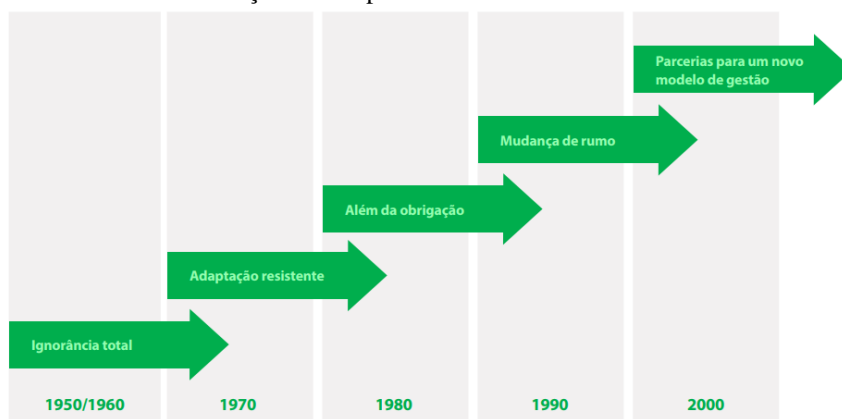 Parcerias para um novo
modelo de gestão
Mudança de rumo
Além da obrigação
Adaptação resistente
Ignorância total
1950/1960
1970
1980
1990
2000